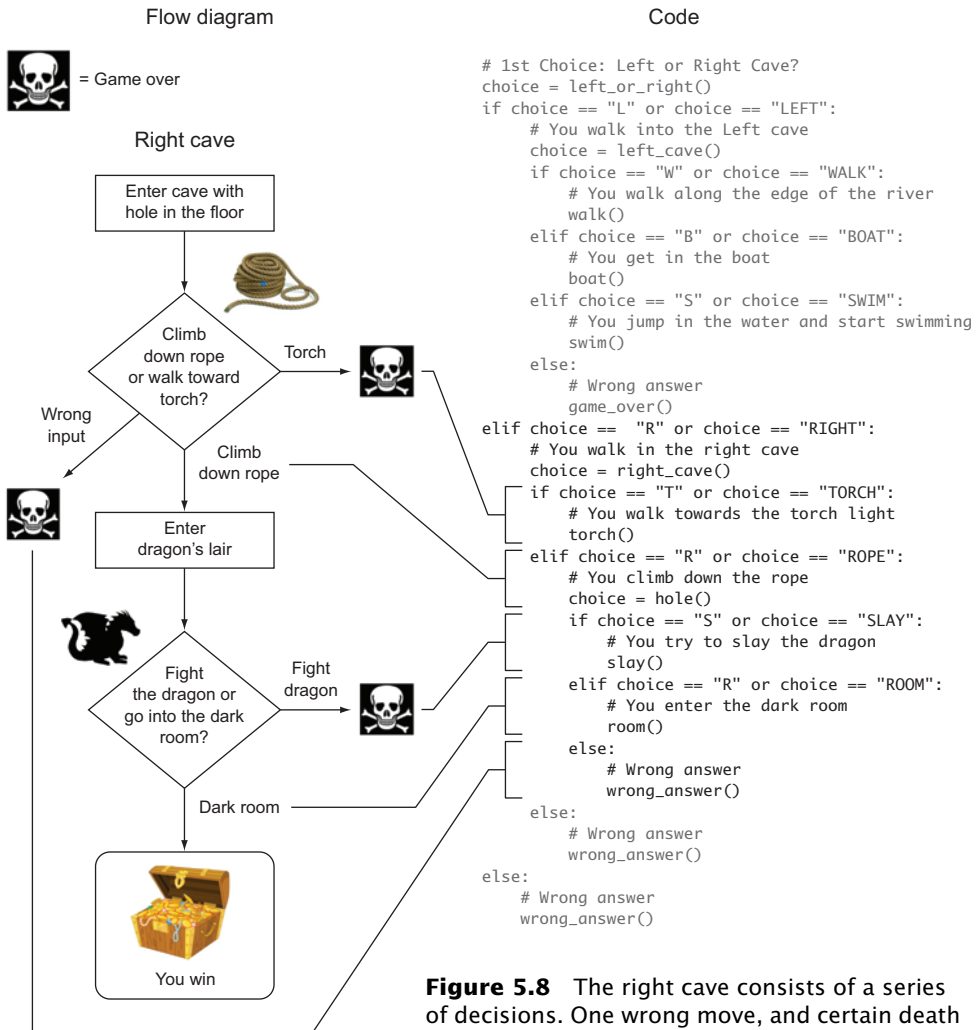 Flow diagram
= Game over
Right cave
Enter cave with
hole in the floor
Climb
down rope
or walk toward
torch?
Torch
Wrong
input
Climb
down rope
Enter
dragon's lair
Fight
the dragon or
go into the dark
room?
Fight
dragon
Dark room
You win
Code
# 1st Choice: Left or Right Cave?
choice = left_or_right()
if choice == "L" or choice == "LEFT":
    # You walk into the Left cave
    choice = left_cave()
    if choice == "W" or choice == "WALK":
        # You walk along the edge of the river
        walk()
    elif choice == "B" or choice == "BOAT":
        # You get in the boat
        boat()
    elif choice == "S" or choice == "SWIM":
        # You jump in the water and start swimming
        swim()
    else:
        # Wrong answer
        game_over()
elif choice ==  "R" or choice == "RIGHT":
    # You walk in the right cave
    choice = right_cave()
    if choice == "T" or choice == "TORCH":
        # You walk towards the torch light
        torch()
    elif choice == "R" or choice == "ROPE":
        # You climb down the rope
        choice = hole()
        if choice == "S" or choice == "SLAY":
            # You try to slay the dragon
            slay()
        elif choice == "R" or choice == "ROOM":
            # You enter the dark room
            room()
        else:
            # Wrong answer
            wrong_answer()
    else:
        # Wrong answer
        wrong_answer()
else:
    # Wrong answer
    wrong_answer()
Figure 5.8 The right cave consists of a series
of decisions. One wrong move, and certain death